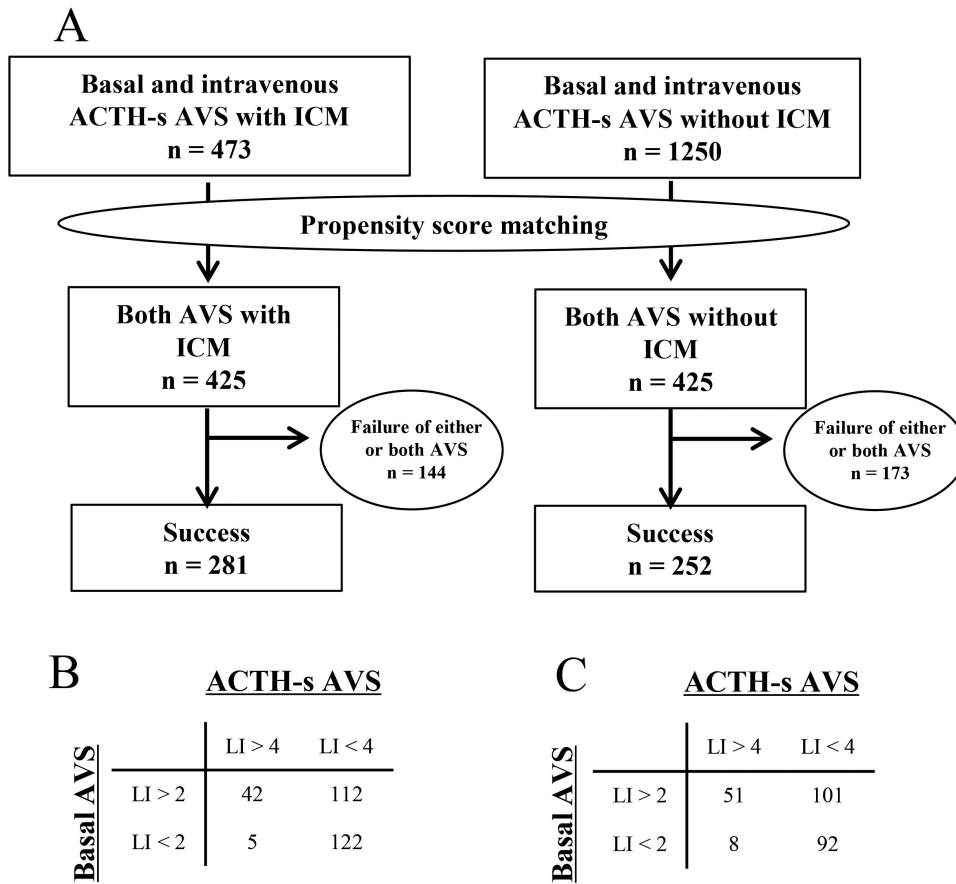 A
Basal and intravenous
ACTH-s AVS with ICM
n = 473
Basal and intravenous
ACTH-s AVS without ICM
n = 1250
Propensity score matching
Both AVS with
ICM
n = 425
Both AVS without
ICM
n = 425
Failure of either
or both AVS
n = 144
Failure of either
or both AVS
n = 173
Success
n = 281
Success
n = 252
B
ACTH-s AVS
Basal AVS
LI > 4 LI < 4
LI > 2 42 112
LI < 2 5 122
C
ACTH-s AVS
Basal AVS
LI > 4 LI < 4
LI > 2 51 101
LI < 2 8 92